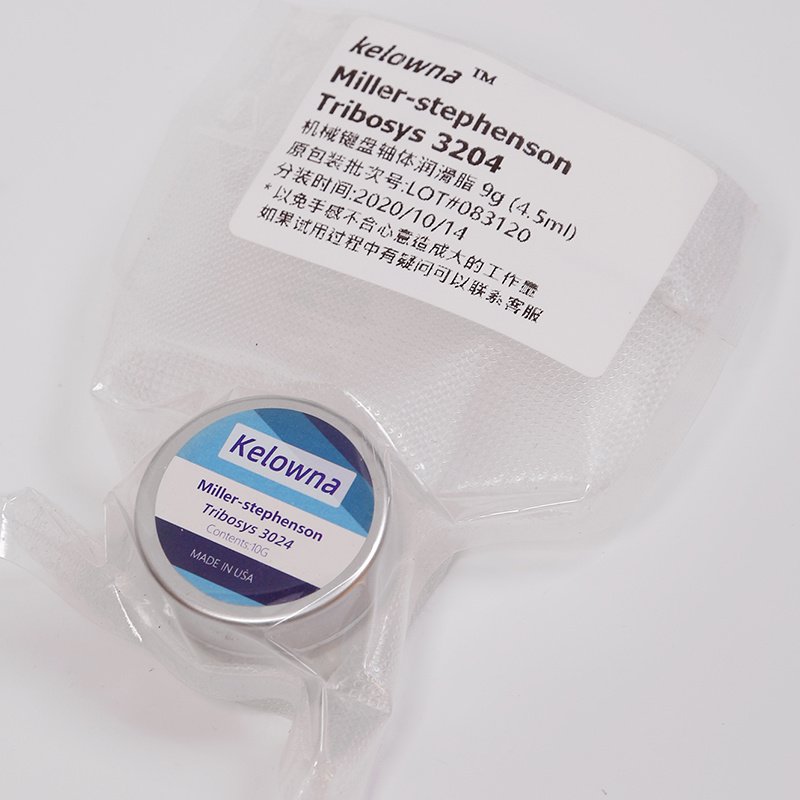 kelowna ™
Miller-stephenson
Tribosys 3204
机械键盘轴体润滑脂 9g (4.5ml)
原包装批次号:LOT#083120
分装时间:2020/10/14
*以免手感不合心意造成大的工作量
如果试用过程中有疑问可以联系客服
Kelowna
Miller-stephenson
Tribosys 3024
Contents:10G
MADE IN USA